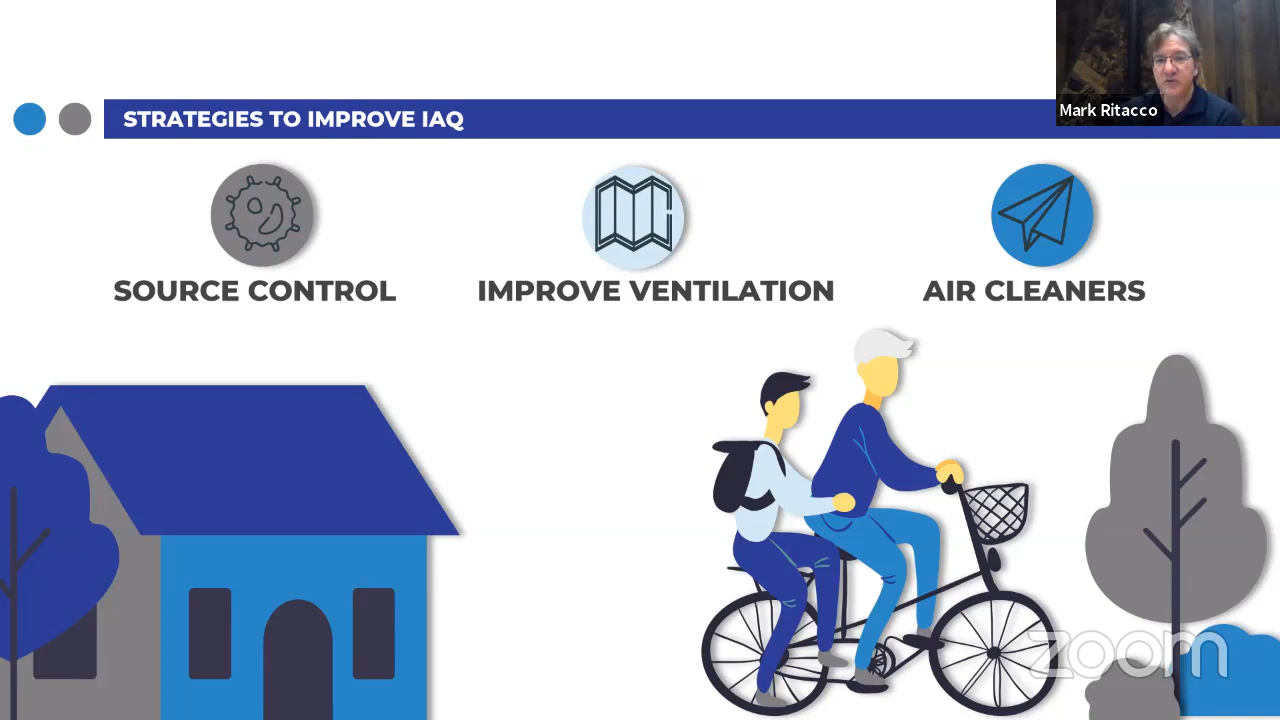 Mark Ritacco
STRATEGIES TO IMPROVE IAQ
SOURCE CONTROL
IMPROVE VENTILATION
AIR CLEANERS
zoom